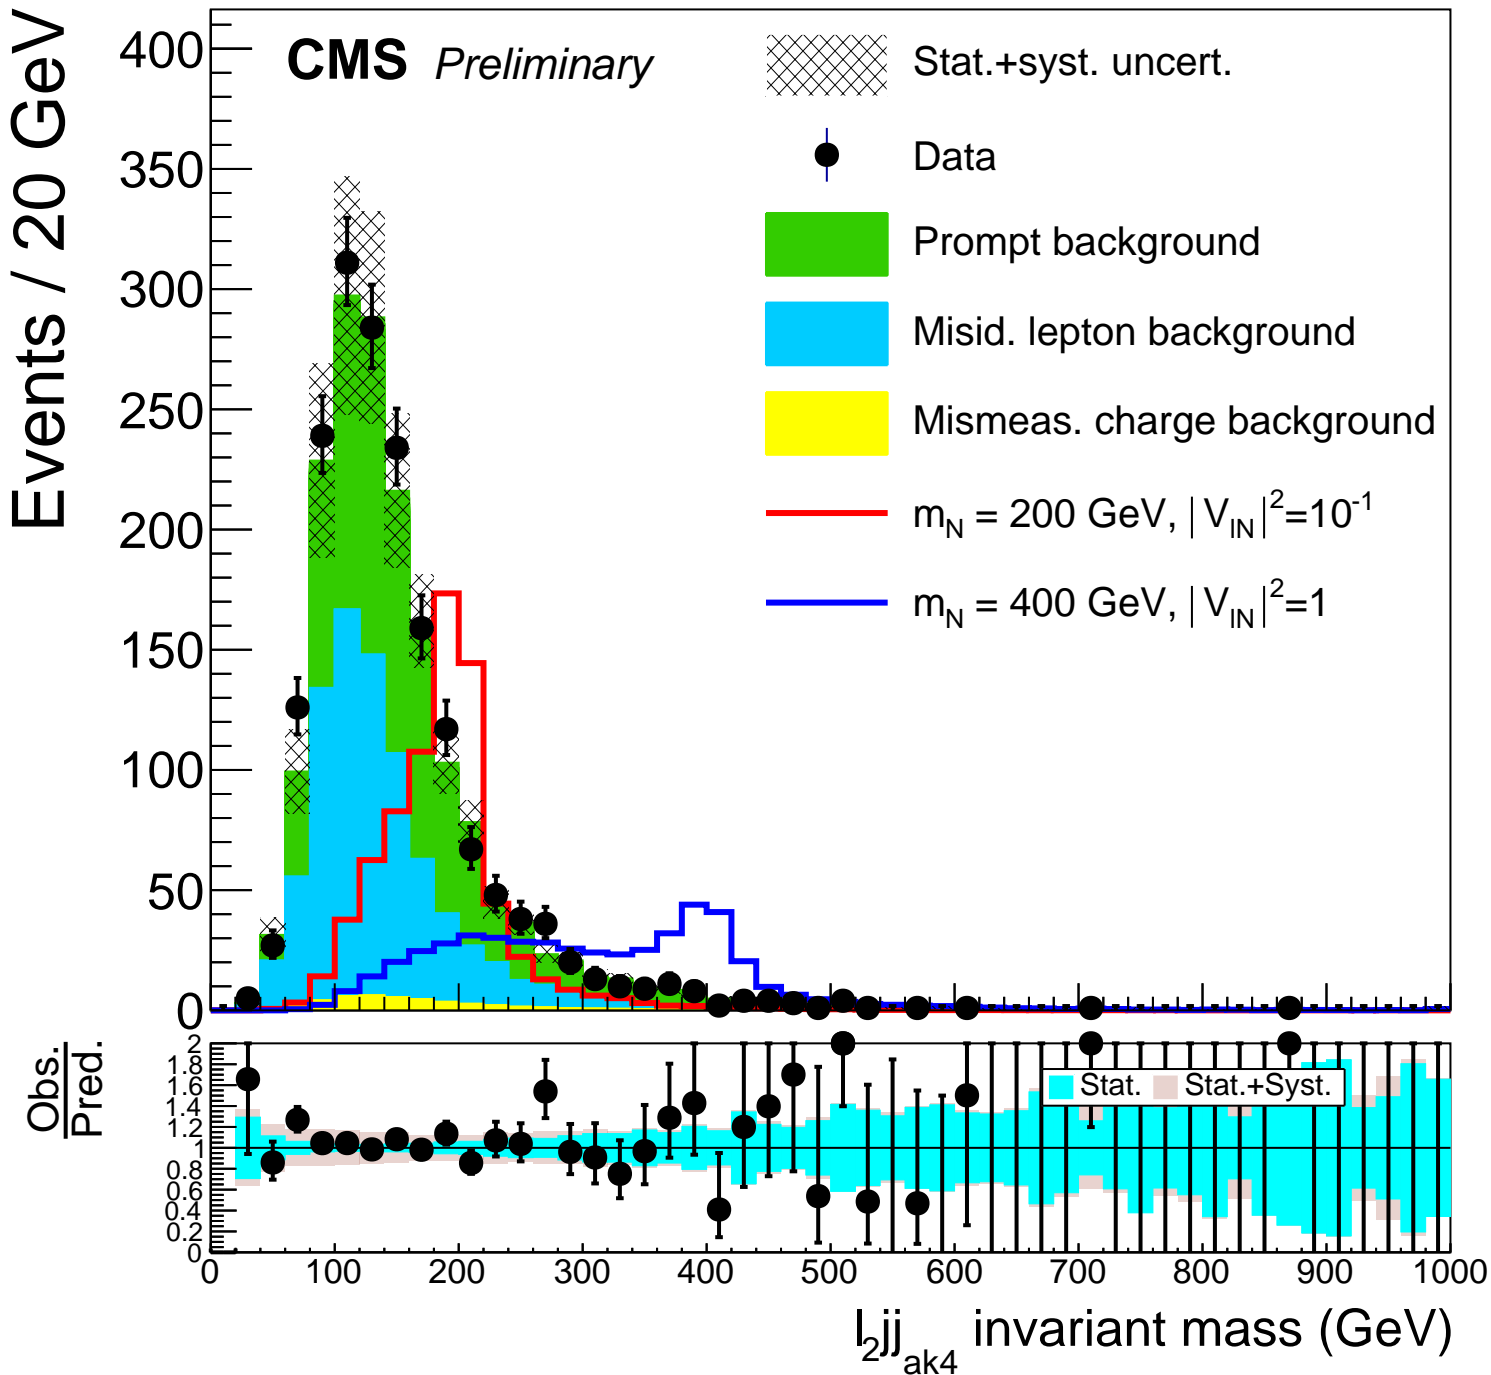 Events / 20 GeV
400
350
300
250
200
150
100
50
0
CMS Preliminary
Stat.+syst. uncert.
Data
Prompt background
Misid. lepton background
Mismeas. charge background
m_N = 200 GeV, |V_lN|^2=10^-1
m_N = 400 GeV, |V_lN|^2=1
Obs.
Pred.
2
1.8
1.6
1.4
1.2
1
0.8
0.6
0.4
0.2
0
Stat. Stat.+Syst.
0 100 200 300 400 500 600 700 800 900 1000
l_2jj_ak4 invariant mass (GeV)